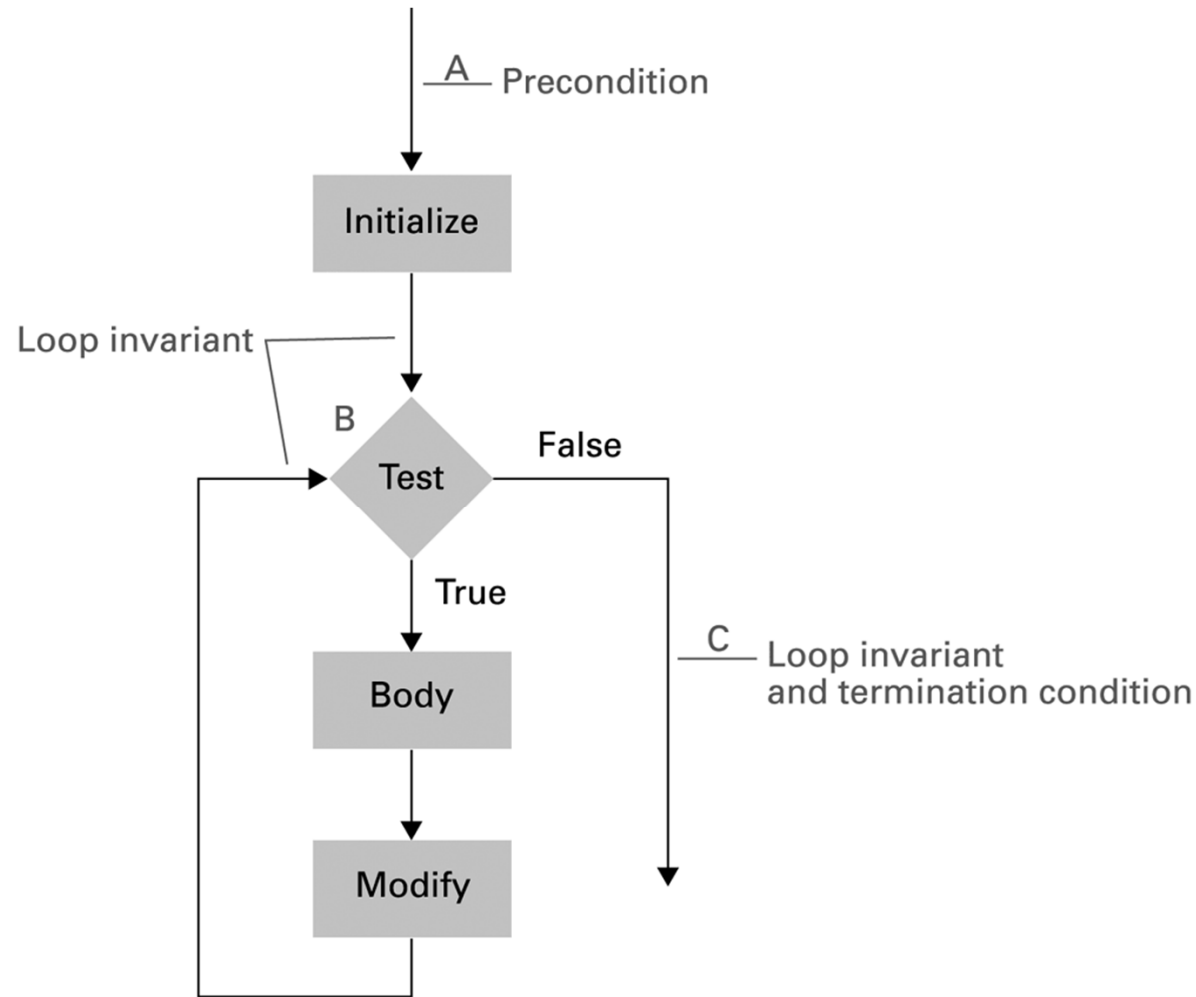 A
Precondition
Initialize
Loop invariant
B
Test
False
True
C
Loop invariant
and termination condition
Body
Modify